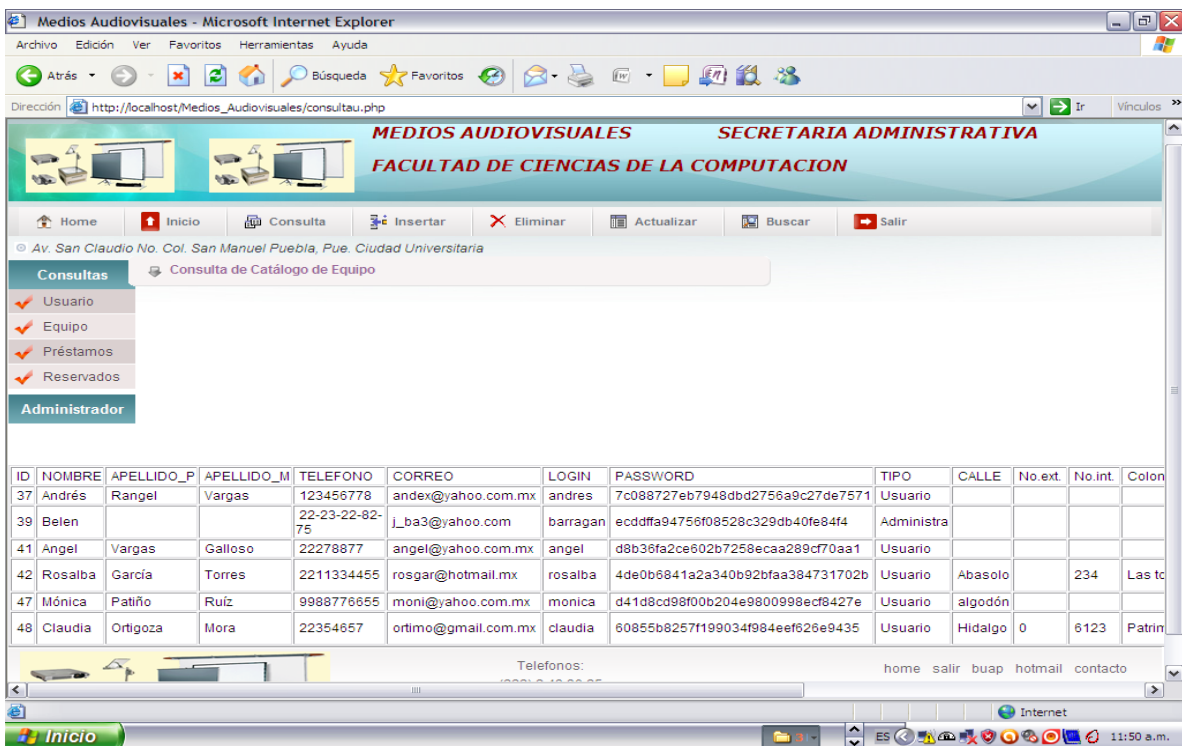 Medios Audiovisuales - Microsoft Internet Explorer
Archivo Edición Ver Favoritos Herramientas Ayuda
Atrás Búsqueda Favoritos
Dirección http://localhost/Medios_Audiovisuales/consultau.php Ir Vínculos »
MEDIOS AUDIOVISUALES SECRETARIA ADMINISTRATIVA
FACULTAD DE CIENCIAS DE LA COMPUTACION
Home Inicio Consulta Insertar Eliminar Actualizar Buscar Salir
Av. San Claudio No. Col. San Manuel Puebla, Pue. Ciudad Universitaria
Consultas Consulta de Catálogo de Equipo
Usuario
Equipo
Préstamos
Reservados
Administrador
ID NOMBRE APELLIDO_P APELLIDO_M TELEFONO CORREO LOGIN PASSWORD TIPO CALLE No.ext. No.int. Colon
37 Andrés Rangel Vargas 123456778 andex@yahoo.com.mx andres 7c088727eb7948dbd2756a9c27de7571 Usuario
39 Belen 22-23-22-82-75 j_ba3@yahoo.com barragan ecddffa94756f08528c329db40fe84f4 Administra
41 Angel Vargas Galloso 22278877 angel@yahoo.com.mx angel d8b36fa2ce602b7258ecaa289cf70aa1 Usuario
42 Rosalba García Torres 2211334455 rosgar@hotmail.mx rosalba 4de0b6841a2a340b92bfaa384731702b Usuario Abasolo 234 Las to
47 Mónica Patiño Ruíz 9988776655 moni@yahoo.com.mx monica d41d8cd98f00b204e9800998ecf8427e Usuario algodón
48 Claudia Ortigoza Mora 22354657 ortimo@gmail.com.mx claudia 60855b8257f199034f984eef626e9435 Usuario Hidalgo 0 6123 Patrim
Telefonos:
home salir buap hotmail contacto
Internet
Inicio 3 ES 11:50 a.m.